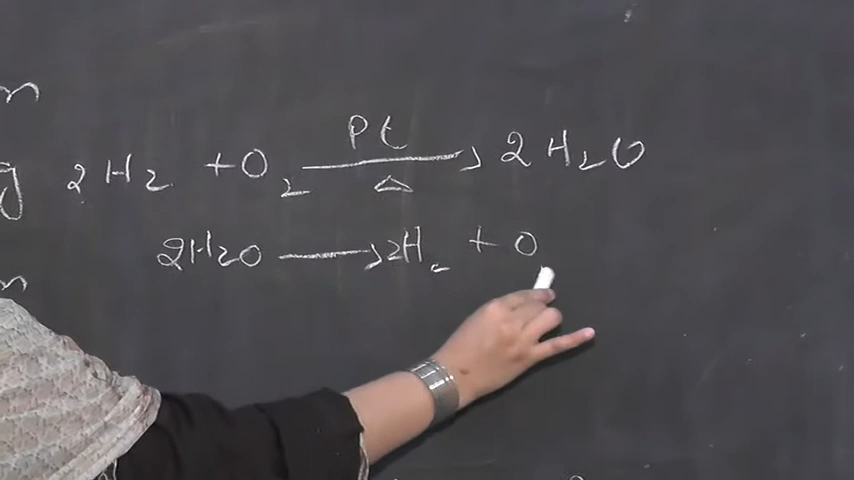 Pt
2H₂ + O₂ ⟶ 2H₂O
Δ
2H₂O ⟶ 2H₂ + O